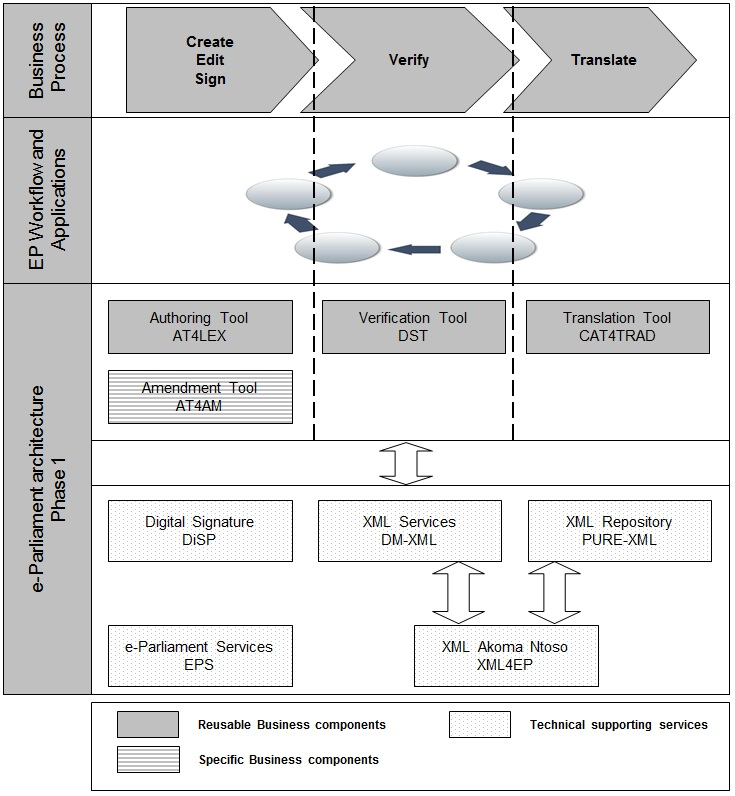 Business
Process
Create
Edit
Sign
Verify
Translate
EP Workflow and
Applications
e-Parliament architecture
Phase 1
Authoring Tool
AT4LEX
Verification Tool
DST
Translation Tool
CAT4TRAD
Amendment Tool
AT4AM
Digital Signature
DiSP
XML Services
DM-XML
XML Repository
PURE-XML
e-Parliament Services
EPS
XML Akoma Ntoso
XML4EP
Reusable Business components
Technical supporting services
Specific Business components